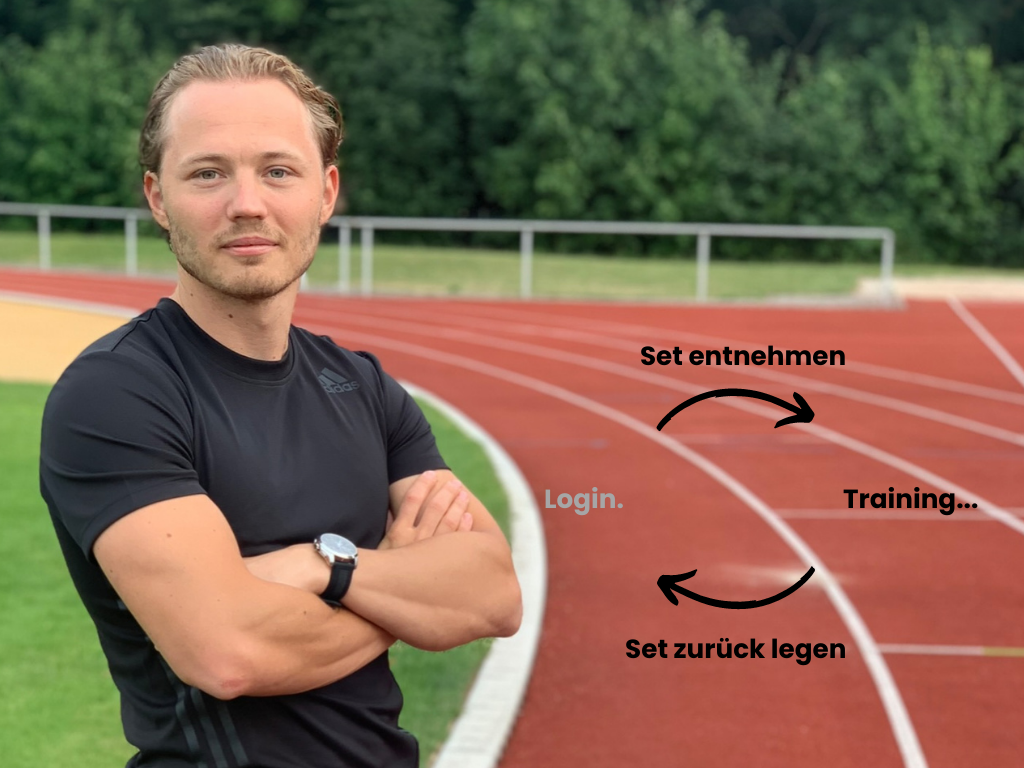 adidas
Set entnehmen
Login.
Training...
Set zurück legen